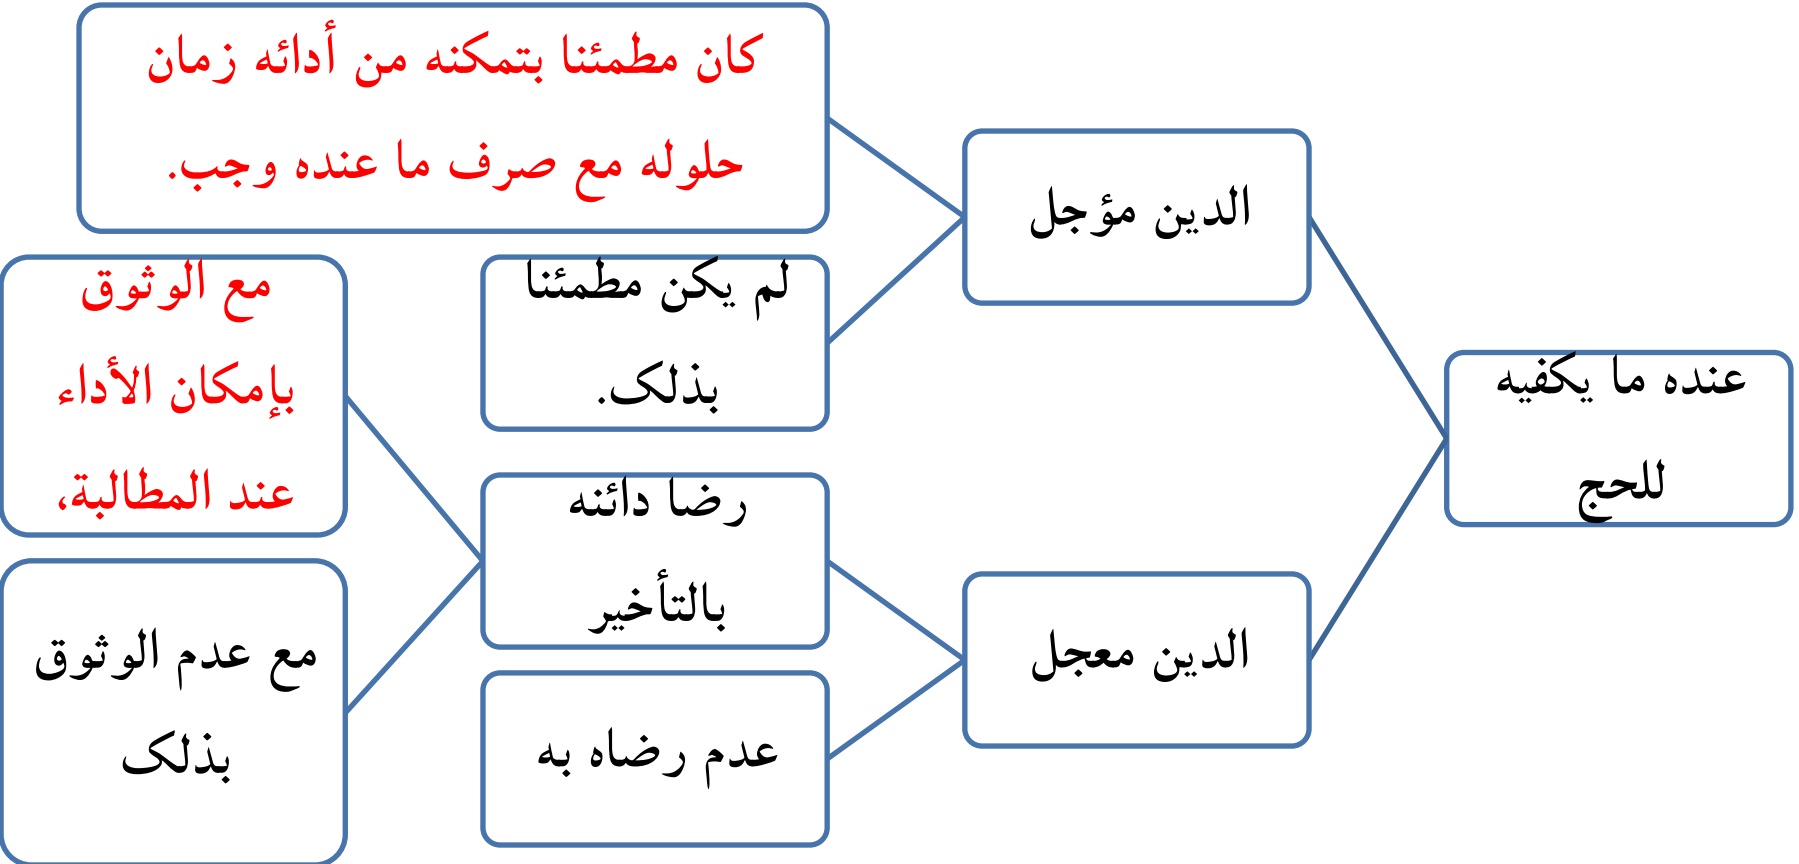 عنده ما يكفيه
للحج
الدين مؤجل
كان مطمئنا بتمكنه من أدائه زمان
حلوله مع صرف ما عنده وجب.
لم يكن مطمئنا
بذلک.
الدين معجل
رضا دائنه
بالتأخير
مع الوثوق
بإمكان الأداء
عند المطالبة،
مع عدم الوثوق
بذلک
عدم رضاه به